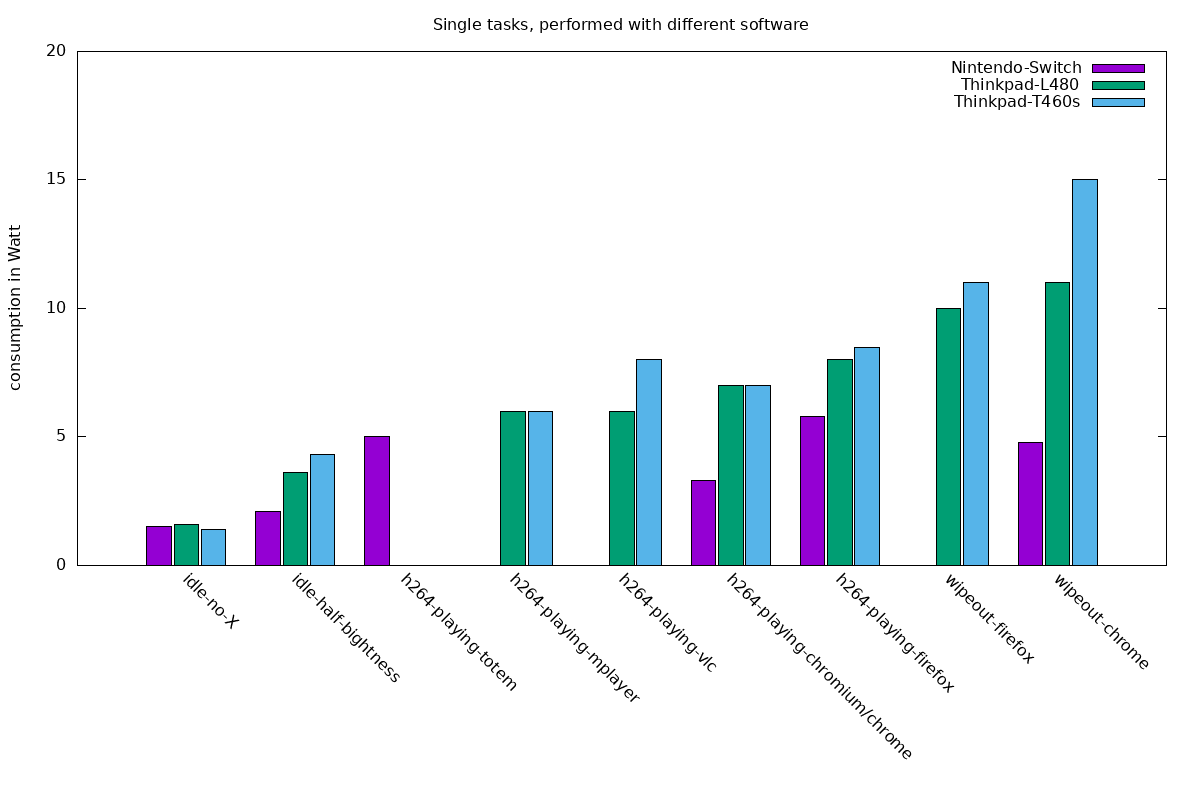 Single tasks, performed with different software
20
15
10
5
0
consumption in Watt
Nintendo-Switch
Thinkpad-L480
Thinkpad-T460s
idle-no-X
idle-half-bightness
h264-playing-totem
h264-playing-mplayer
h264-playing-vlc
h264-playing-chromium/chrome
h264-playing-firefox
wipeout-firefox
wipeout-chrome